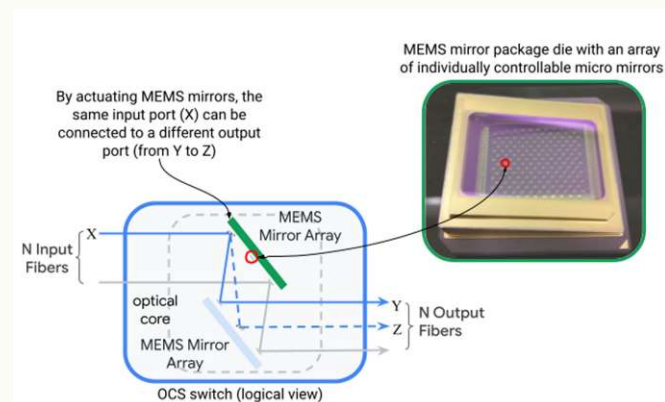 MEMS mirror package die with an array
of individually controllable micro mirrors
By actuating MEMS mirrors, the
same input port (X) can be
connected to a different output
port (from Y to Z)
MEMS
Mirror Array
X
N Input
Fibers
optical
core
Y
Z
N Output
Fibers
MEMS Mirror
Array
OCS switch (logical view)